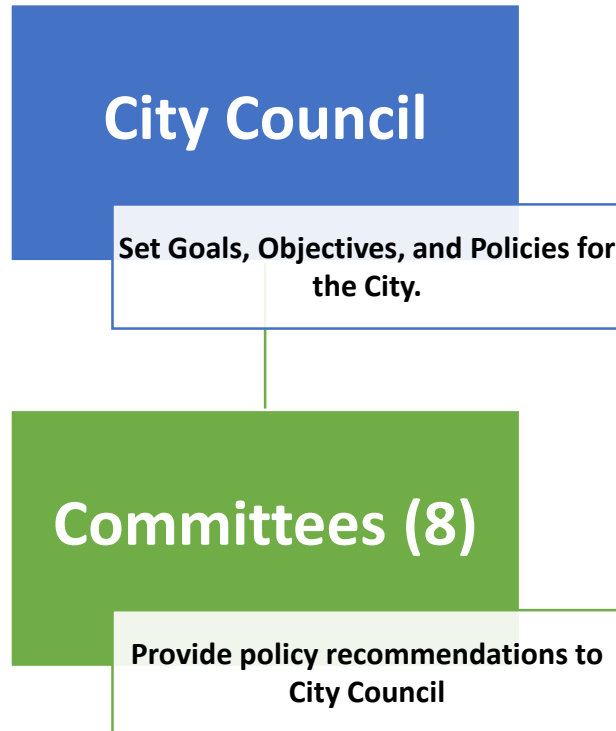 City Council
Set Goals, Objectives, and Policies for
the City.
Committees (8)
Provide policy recommendations to
City Council